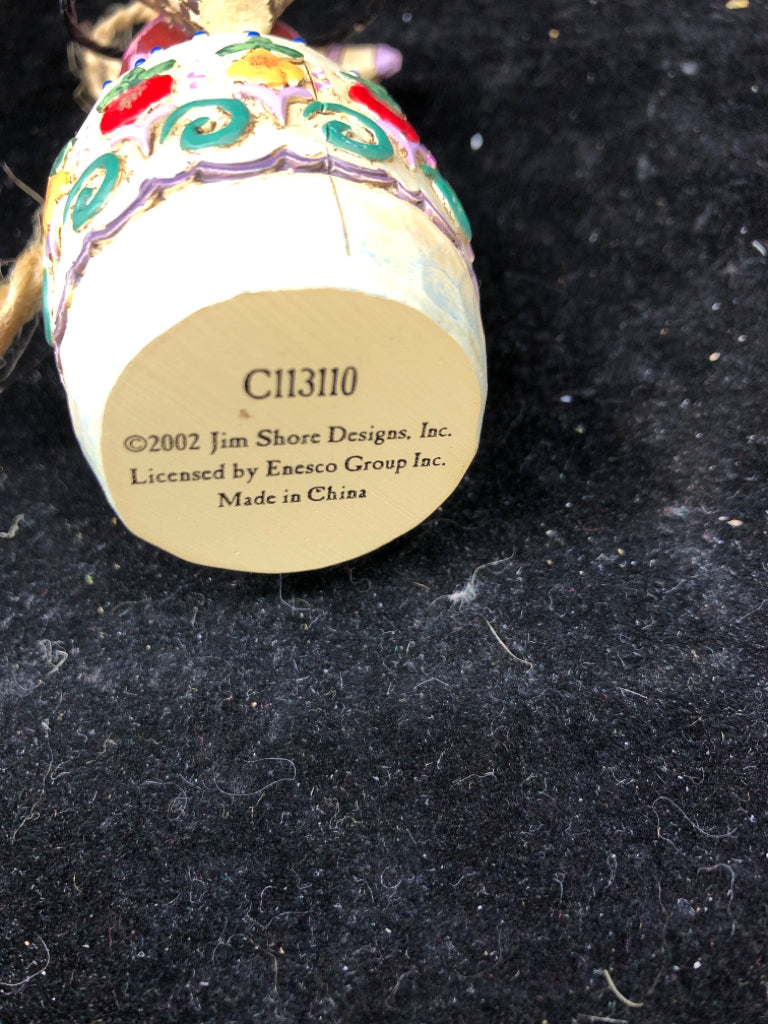 C113110
©2002 Jim Shore Designs, Inc.
Licensed by Enesco Group Inc.
Made in China